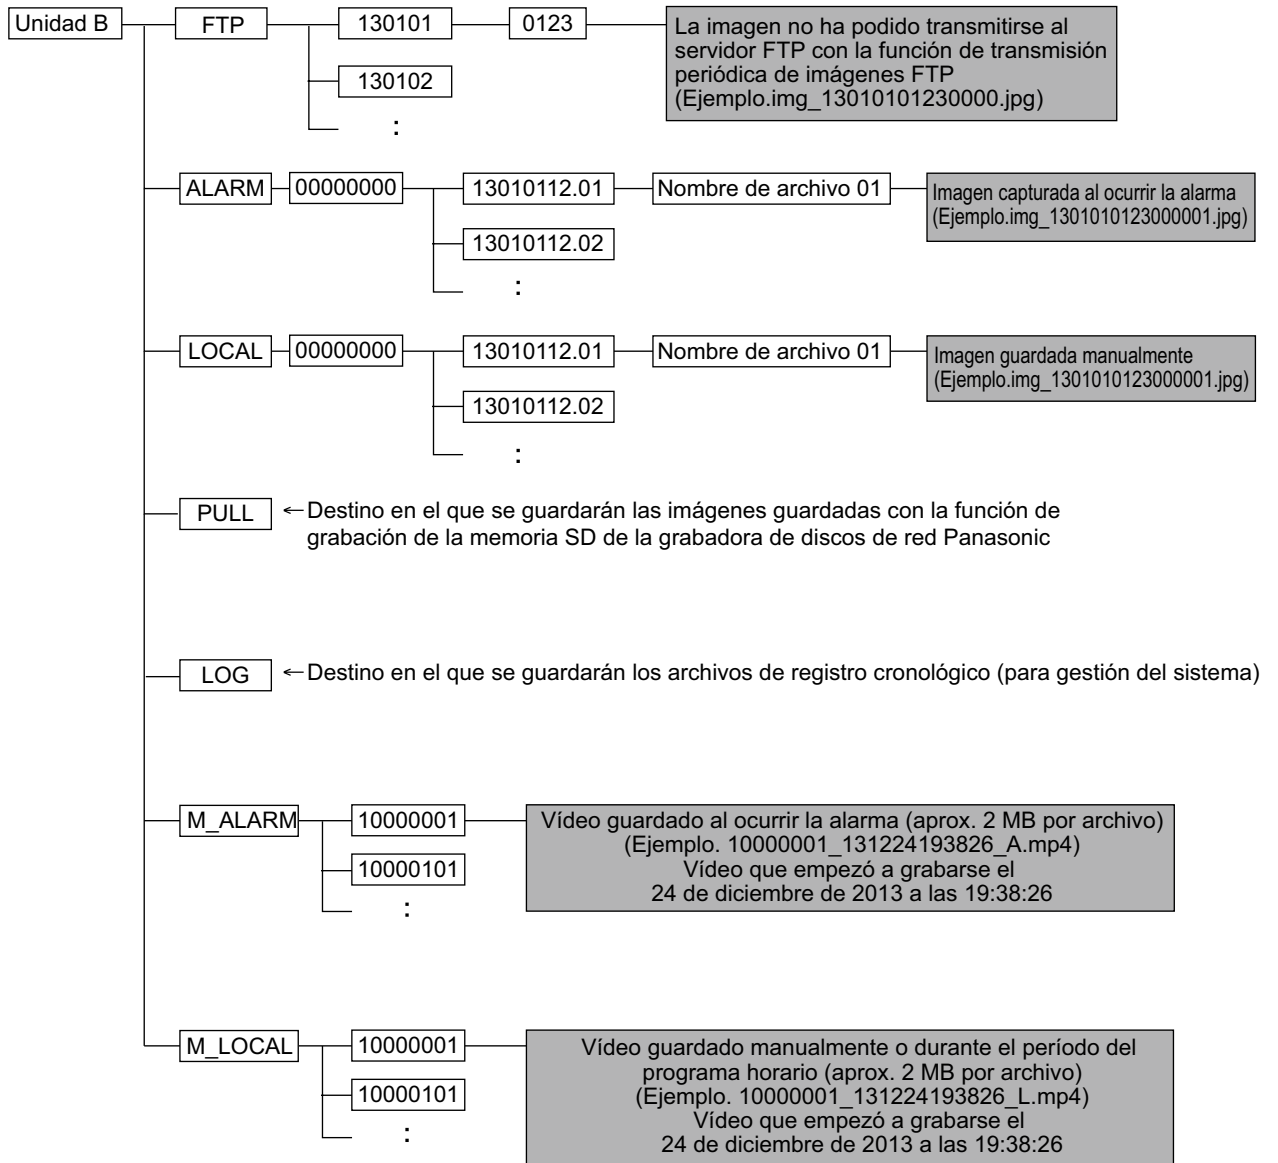 Unidad B
FTP
130101
0123
La imagen no ha podido transmitirse al
servidor FTP con la función de transmisión
periódica de imágenes FTP
(Ejemplo.img_13010101230000.jpg)
130102
:
ALARM
00000000
13010112.01
Nombre de archivo 01
Imagen capturada al ocurrir la alarma
(Ejemplo.img_1301010123000001.jpg)
13010112.02
:
LOCAL
00000000
13010112.01
Nombre de archivo 01
Imagen guardada manualmente
(Ejemplo.img_1301010123000001.jpg)
13010112.02
:
PULL
←Destino en el que se guardarán las imágenes guardadas con la función de
grabación de la memoria SD de la grabadora de discos de red Panasonic
LOG
←Destino en el que se guardarán los archivos de registro cronológico (para gestión del sistema)
M_ALARM
10000001
Vídeo guardado al ocurrir la alarma (aprox. 2 MB por archivo)
(Ejemplo. 10000001_131224193826_A.mp4)
Vídeo que empezó a grabarse el
24 de diciembre de 2013 a las 19:38:26
10000101
:
M_LOCAL
10000001
Vídeo guardado manualmente o durante el período del
programa horario (aprox. 2 MB por archivo)
(Ejemplo. 10000001_131224193826_L.mp4)
Vídeo que empezó a grabarse el
24 de diciembre de 2013 a las 19:38:26
10000101
: